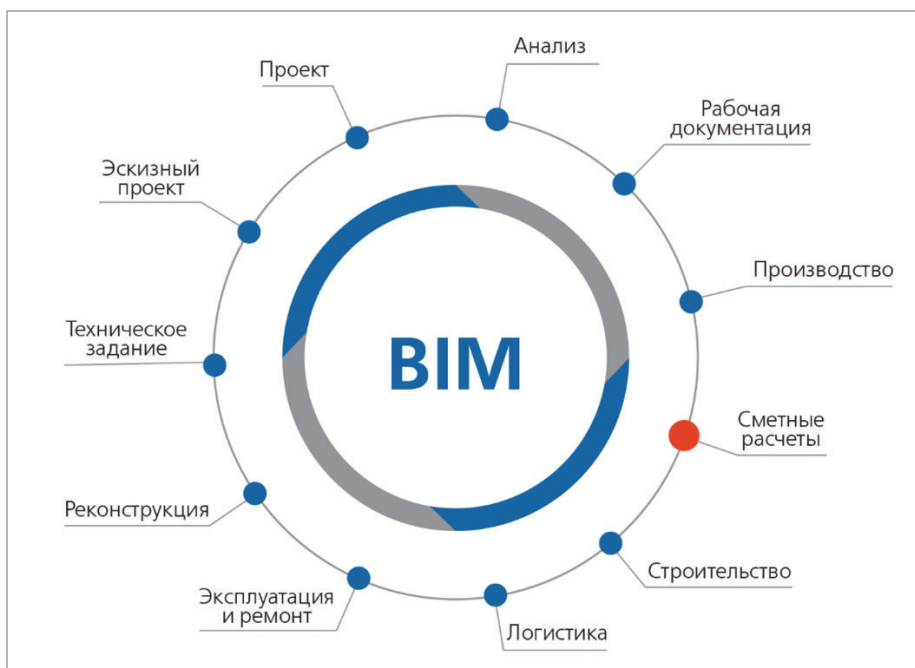 Анализ
Проект
Рабочая
документация
Эскизный
проект
Производство
Техническое
задание
BIM
Сметные
расчеты
Реконструкция
Строительство
Эксплуатация
и ремонт
Логистика